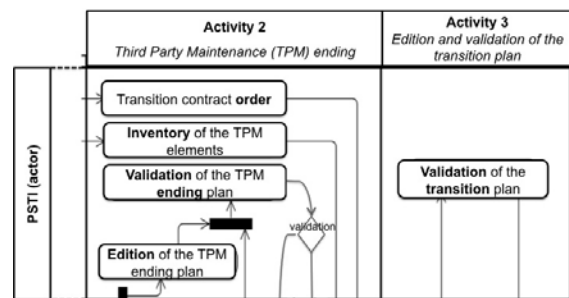 Activity 2
Third Party Maintenance (TPM) ending
Activity 3
Edition and validation of the
transition plan
PSTI (actor)
Transition contract order
Inventory of the TPM
elements
Validation of the TPM
ending plan
validation
Edition of the TPM
ending plan
Validation of the
transition plan